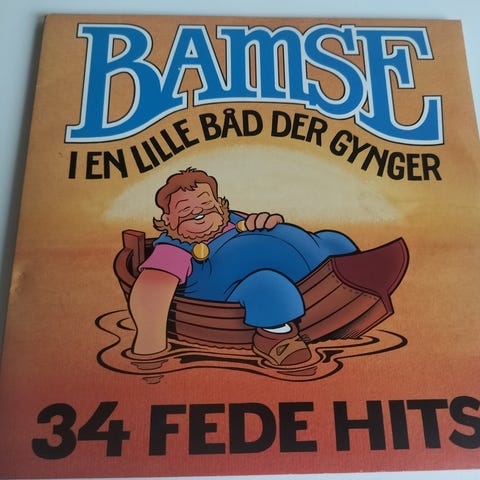 BAMSE
I EN LILLE BÅD DER GYNGER
34 FEDE HITS